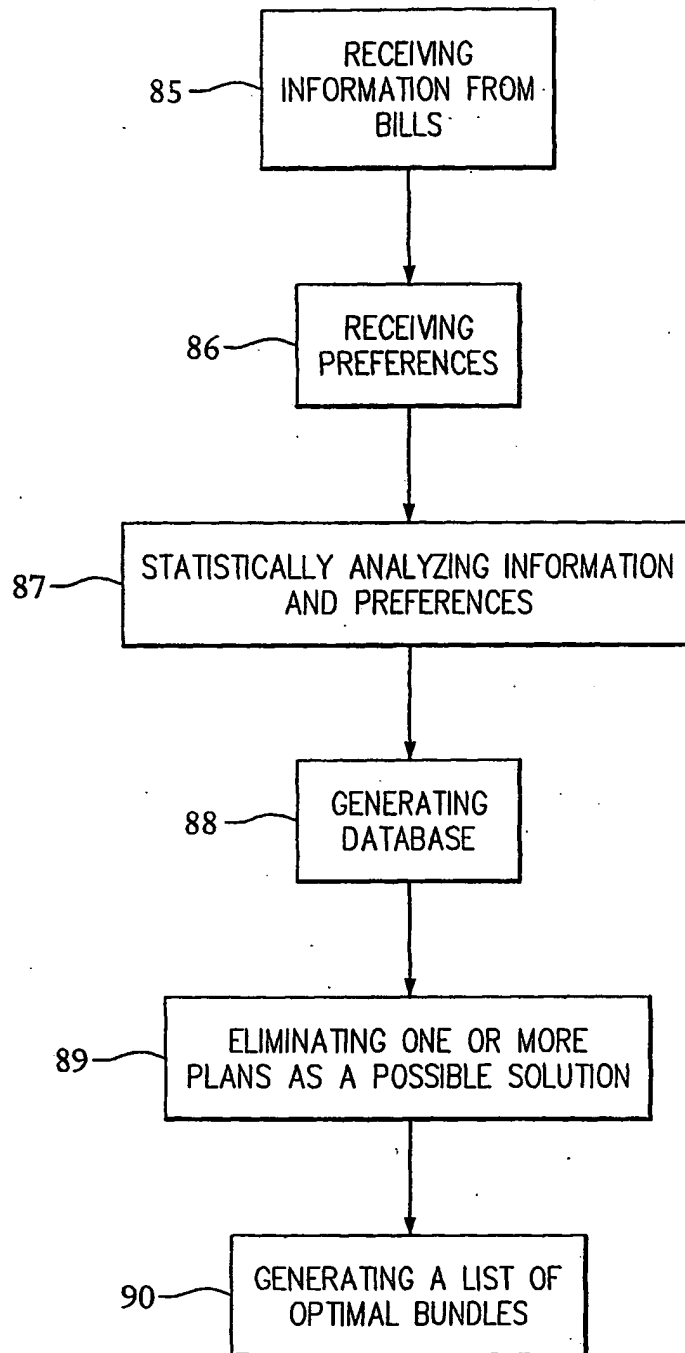 85
RECEIVING
INFORMATION FROM
BILLS
86
RECEIVING
PREFERENCES
87
STATISTICALLY ANALYZING INFORMATION
AND PREFERENCES
88
GENERATING
DATABASE
89
ELIMINATING ONE OR MORE
PLANS AS A POSSIBLE SOLUTION
90
GENERATING A LIST OF
OPTIMAL BUNDLES